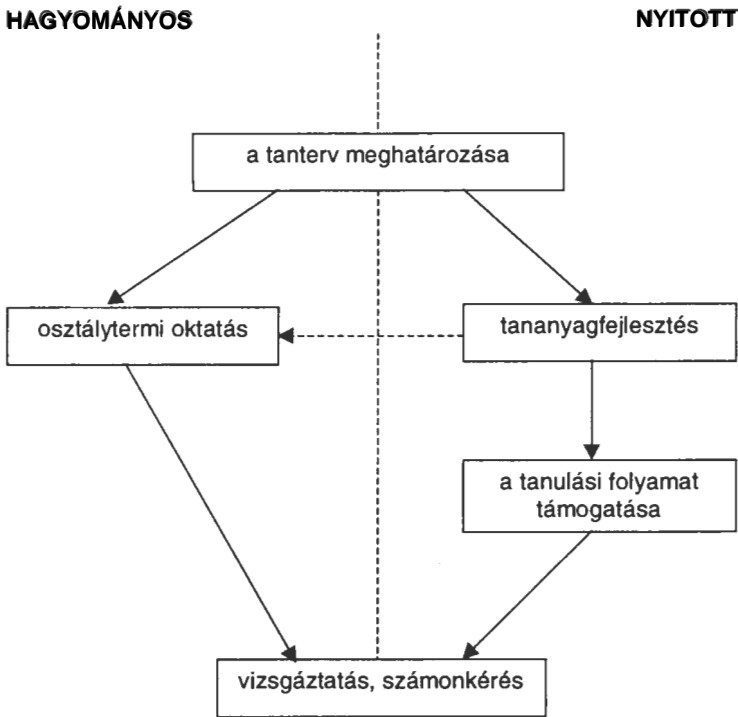 HAGYOMÁNYOS
NYITOTT
a tanterv meghatározása
osztálytermi oktatás
tananyagfejlesztés
a tanulási folyamat
támogatása
vizsgáztatás, számonkérés